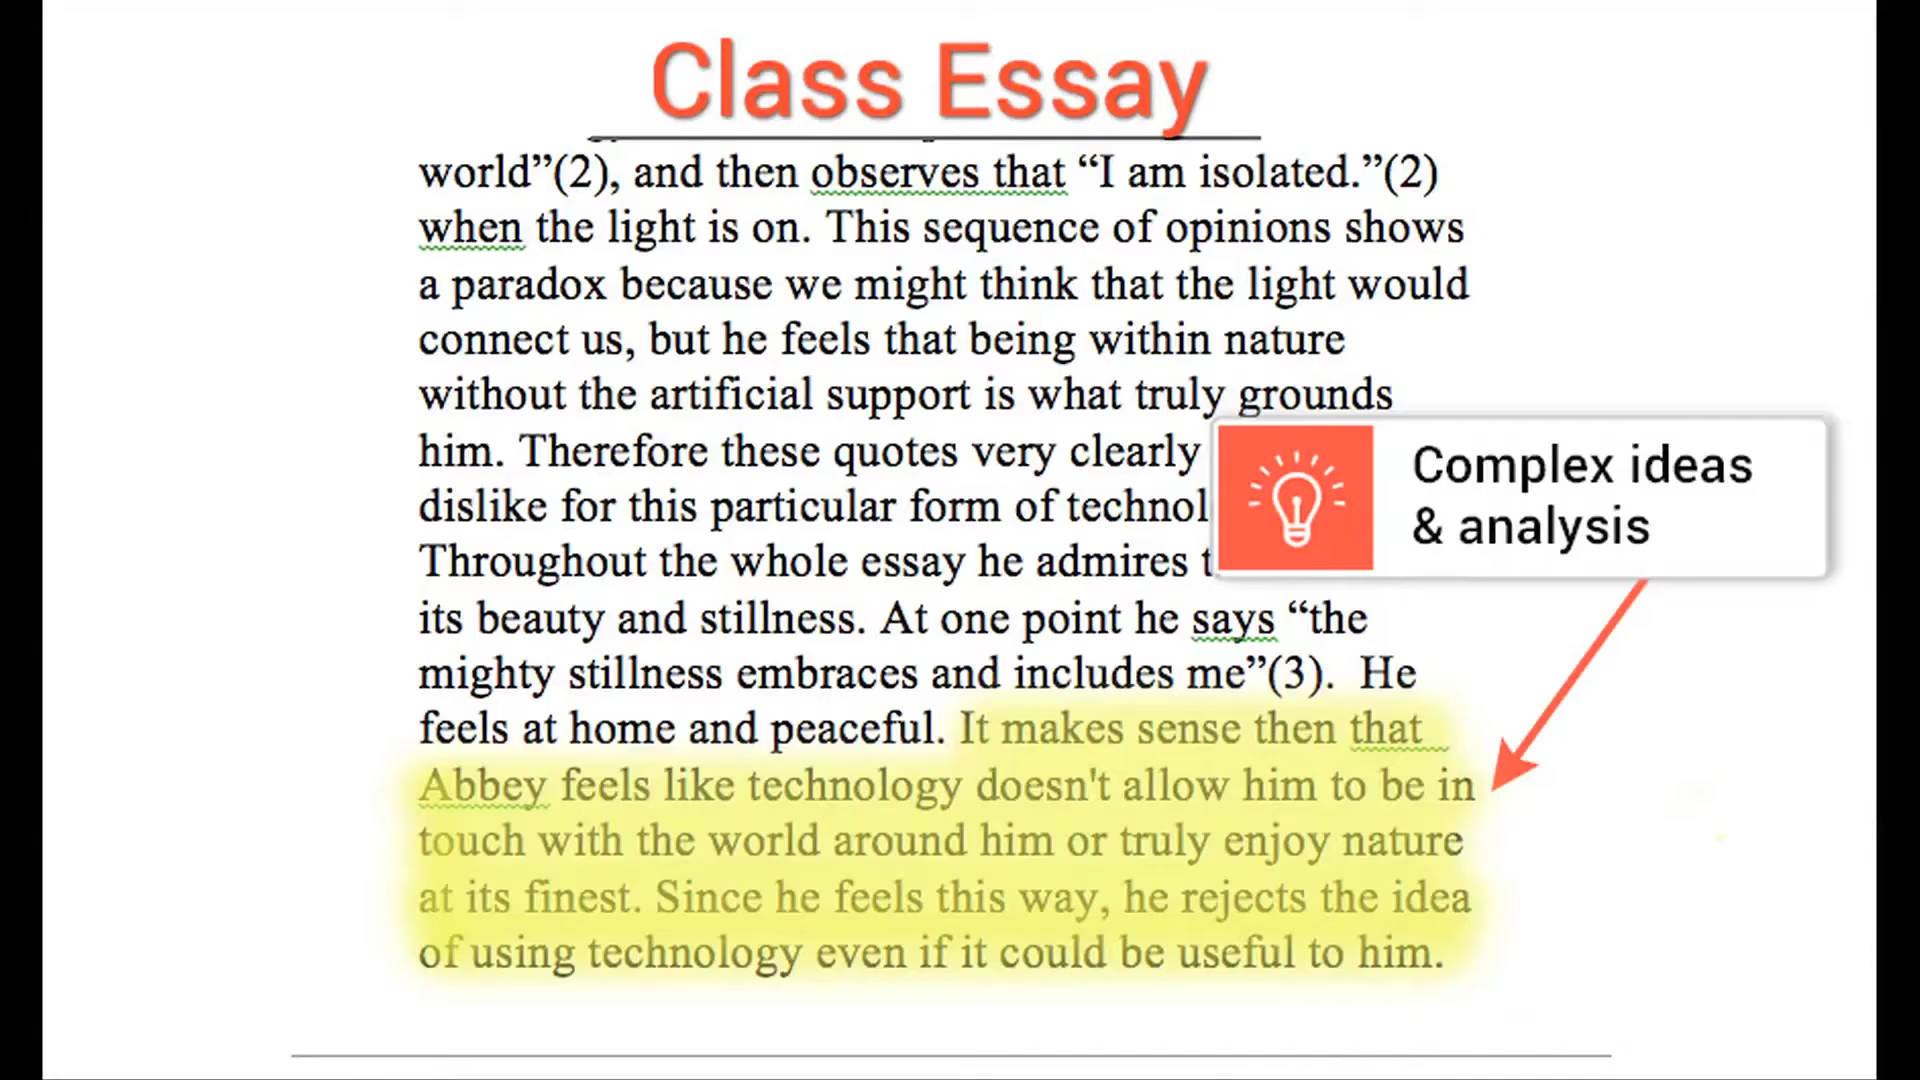 Class Essay
world”(2), and then observes that “I am isolated.”(2)
when the light is on. This sequence of opinions shows
a paradox because we might think that the light would
connect us, but he feels that being within nature
without the artificial support is what truly grounds
him. Therefore these quotes very clearly
dislike for this particular form of
Throughout the whole essay he admires
its beauty and stillness. At one point he says “the
mighty stillness embraces and includes me”(3). He
feels at home and peaceful. It makes sense then that
Abbey feels like technology doesn't allow him to be in
touch with the world around him or truly enjoy nature
at its finest. Since he feels this way, he rejects the idea
of using technology even if it could be useful to him.
Complex ideas
& analysis